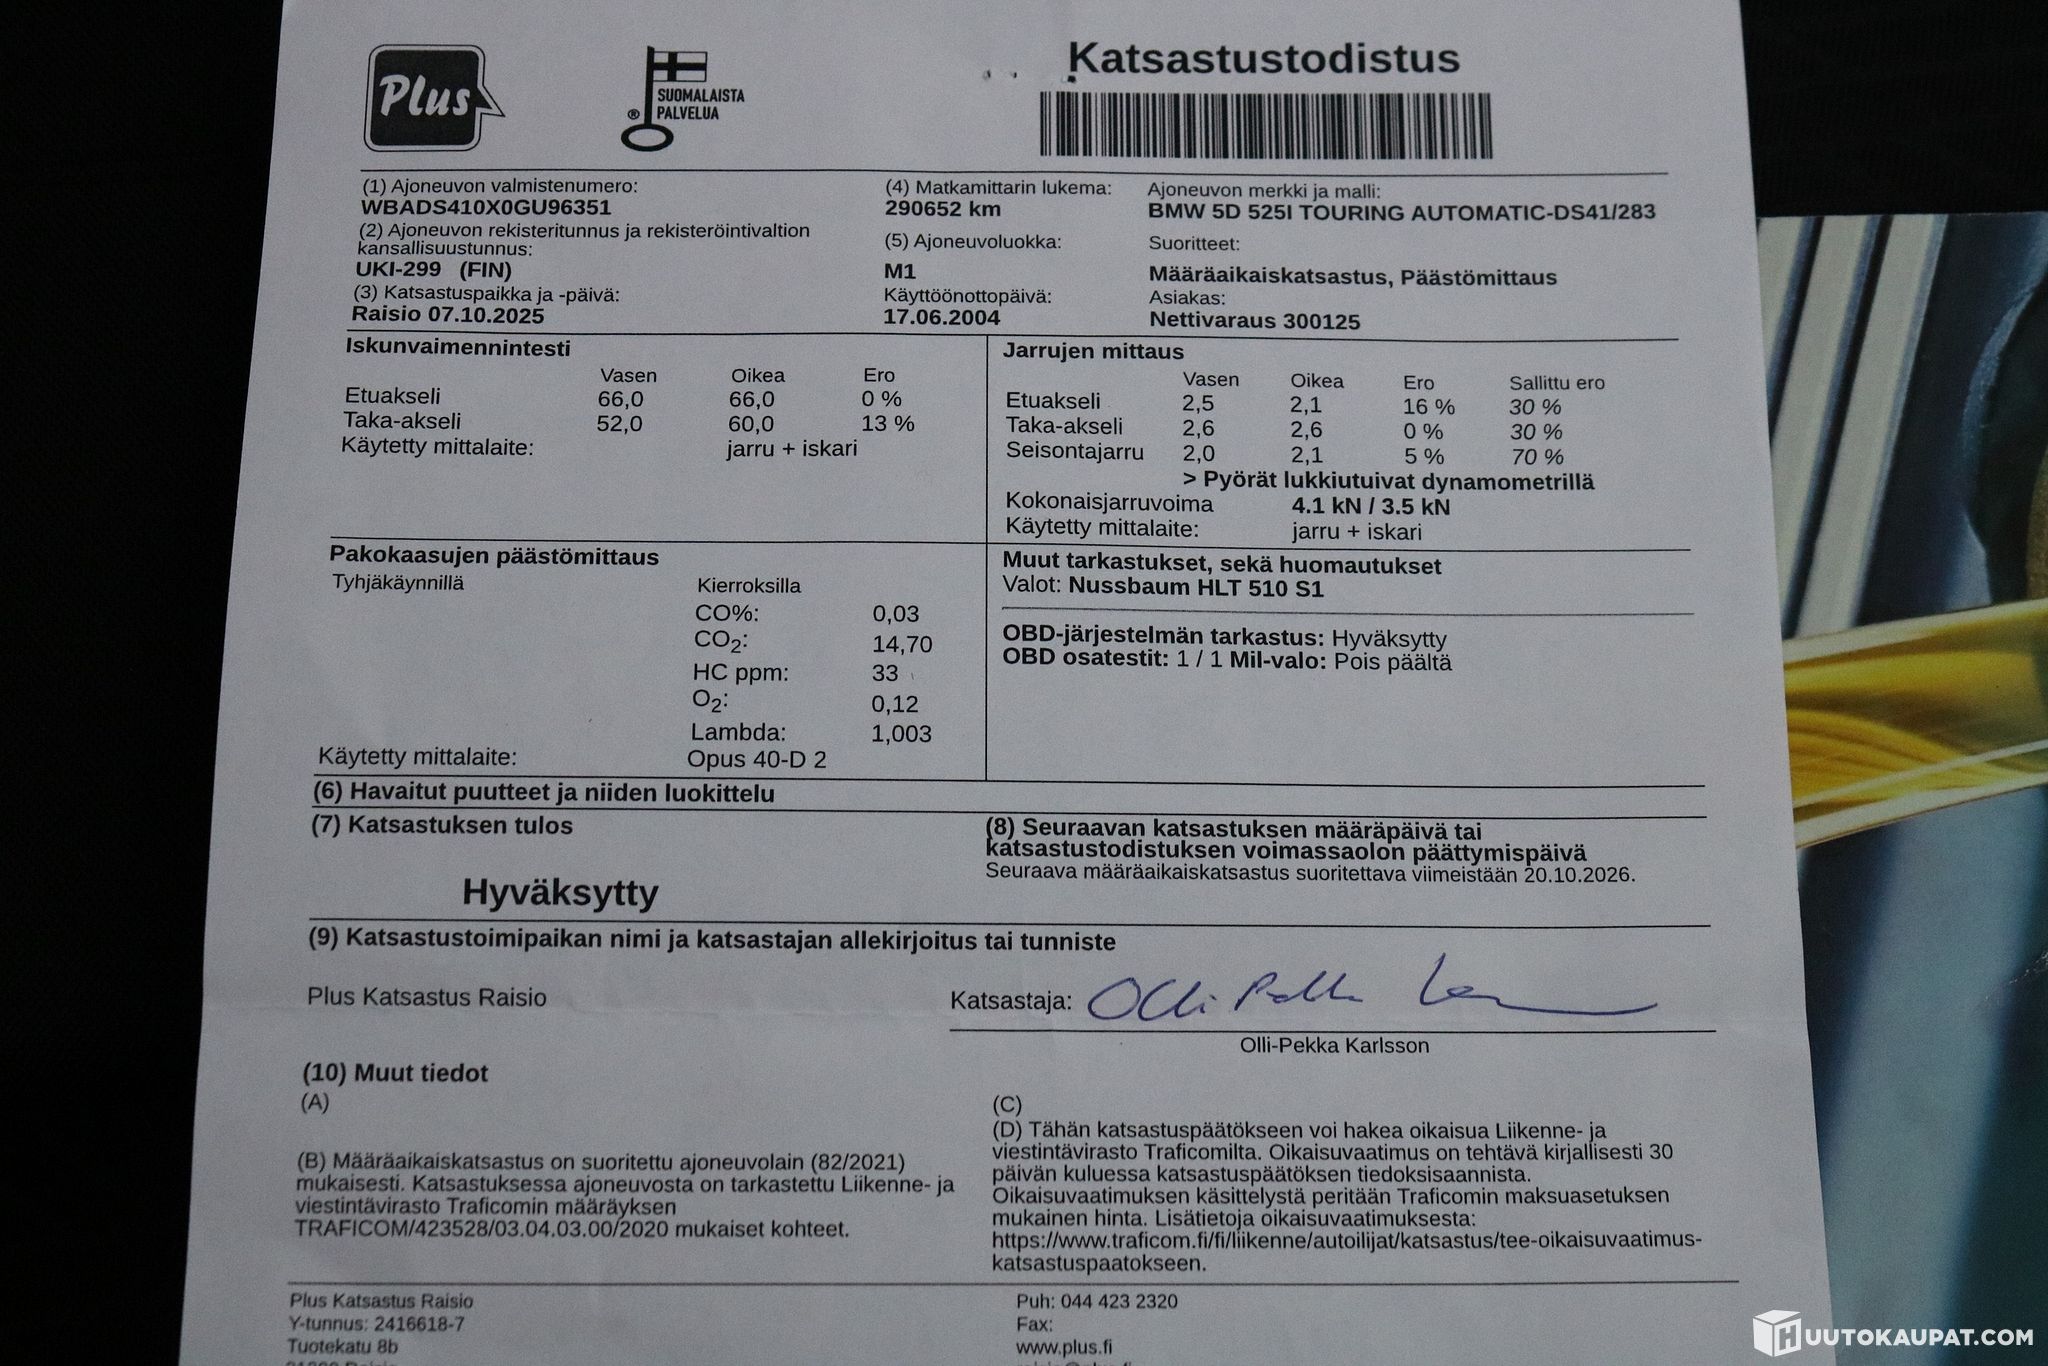 Plus
® SUOMALAISTA
PALVELUA
Katsastustodistus
(1) Ajoneuvon valmistenumero:
WBADS410X0GU96351
(2) Ajoneuvon rekisteritunnus ja rekisteröintivaltion
kansallisuustunnus:
UKI-299 (FIN)
(3) Katsastuspaikka ja -päivä:
Raisio 07.10.2025
(4) Matkamittarin lukema:
290652 km
(5) Ajoneuvoluokka:
M1
Käyttöönottopäivä:
17.06.2004
Ajoneuvon merkki ja malli:
BMW 5D 525I TOURING AUTOMATIC-DS41/283
Suoritteet:
Määräaikaiskatsastus, Päästömittaus
Asiakas:
Nettivaraus 300125
Iskunvaimennintesti
Vasen Oikea Ero
Etuakseli 66,0 66,0 0 %
Taka-akseli 52,0 60,0 13 %
Käytetty mittalaite: jarru + iskari
Jarrujen mittaus
Vasen Oikea Ero Sallittu ero
Etuakseli 2,5 2,1 16 % 30 %
Taka-akseli 2,6 2,6 0 % 30 %
Seisontajarru 2,0 2,1 5 % 70 %
> Pyörät lukkiutuivat dynamometrillä
Kokonaisjarruvoima 4.1 kN / 3.5 kN
Käytetty mittalaite: jarru + iskari
Pakokaasujen päästömittaus
Tyhjäkäynnillä Kierroksilla
CO%: 0,03
CO2: 14,70
HC ppm: 33
O2: 0,12
Lambda: 1,003
Käytetty mittalaite: Opus 40-D 2
Muut tarkastukset, sekä huomautukset
Valot: Nussbaum HLT 510 S1
OBD-järjestelmän tarkastus: Hyväksytty
OBD osatestit: 1 / 1 Mil-valo: Pois päältä
(6) Havaitut puutteet ja niiden luokittelu
(7) Katsastuksen tulos
Hyväksytty
(8) Seuraavan katsastuksen määräpäivä tai
katsastustodistuksen voimassaolon päättymispäivä
Seuraava määräaikaiskatsastus suoritettava viimeistään 20.10.2026.
(9) Katsastustoimipaikan nimi ja katsastajan allekirjoitus tai tunniste
Plus Katsastus Raisio
Katsastaja: Olli Pekka
Olli-Pekka Karlsson
(10) Muut tiedot
(A)
(B) Määräaikaiskatsastus on suoritettu ajoneuvolain (82/2021)
mukaisesti. Katsastuksessa ajoneuvosta on tarkastettu Liikenne- ja
viestintävirasto Traficomin määräyksen
TRAFICOM/423528/03.04.03.00/2020 mukaiset kohteet.
(C)
(D) Tähän katsastuspäätökseen voi hakea oikaisua Liikenne- ja
viestintävirasto Traficomilta. Oikaisuvaatimus on tehtävä kirjallisesti 30
päivän kuluessa katsastuspäätöksen tiedoksisaannista.
Oikaisuvaatimuksen käsittelystä peritään Traficomin maksuasetuksen
mukainen hinta. Lisätietoja oikaisuvaatimuksesta:
https://www.traficom.fi/fi/liikenne/autoilijat/katsastus/tee-oikaisuvaatimus-
katsastuspaatokseen.
Plus Katsastus Raisio
Y-tunnus: 2416618-7
Tuotekatu 8b
Puh: 044 423 2320
Fax:
www.plus.fi
HUUTOKAUPAT.COM